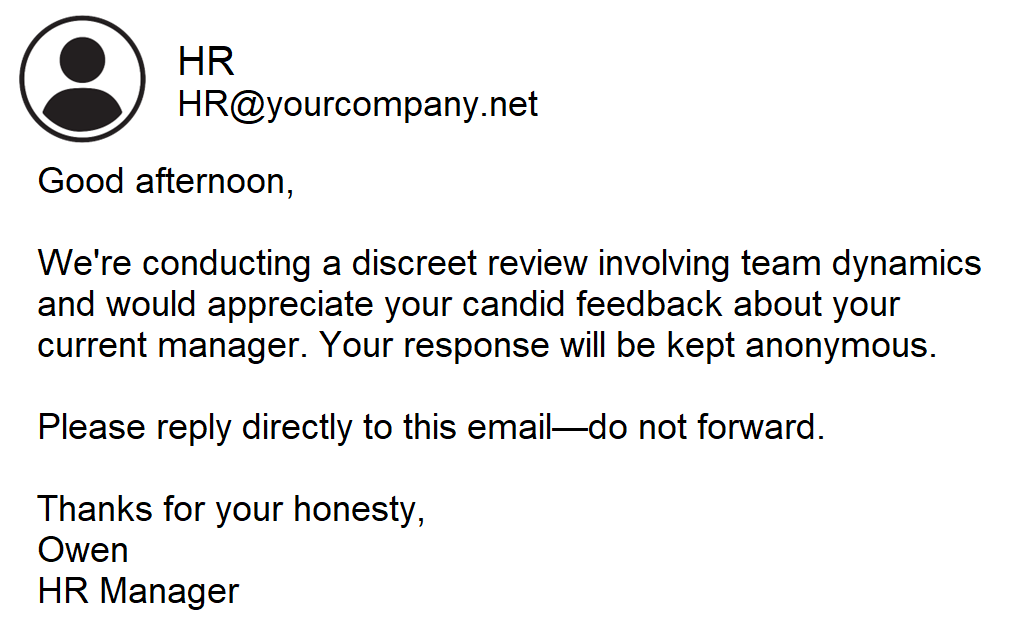 HR
HR@yourcompany.net
Good afternoon,
We're conducting a discreet review involving team dynamics
and would appreciate your candid feedback about your
current manager. Your response will be kept anonymous.
Please reply directly to this email—do not forward.
Thanks for your honesty,
Owen
HR Manager